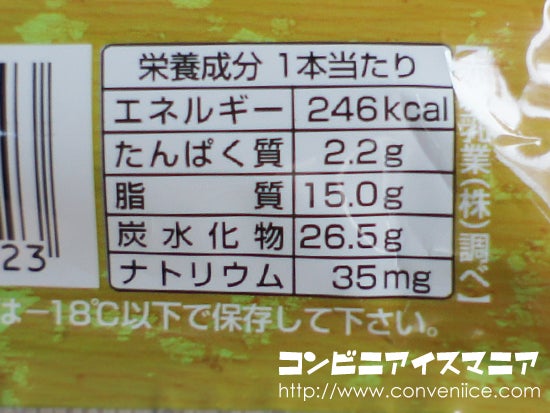 栄養成分 1本当たり
エネルギー 246kcal
たんぱく質 2.2g
脂質 15.0g
炭水化物 26.5g
ナトリウム 35mg
乳業(株)調べ】
23
は−18℃以下で保存して下さい。
コンビニアイスマニア
http://www.conveniice.com/